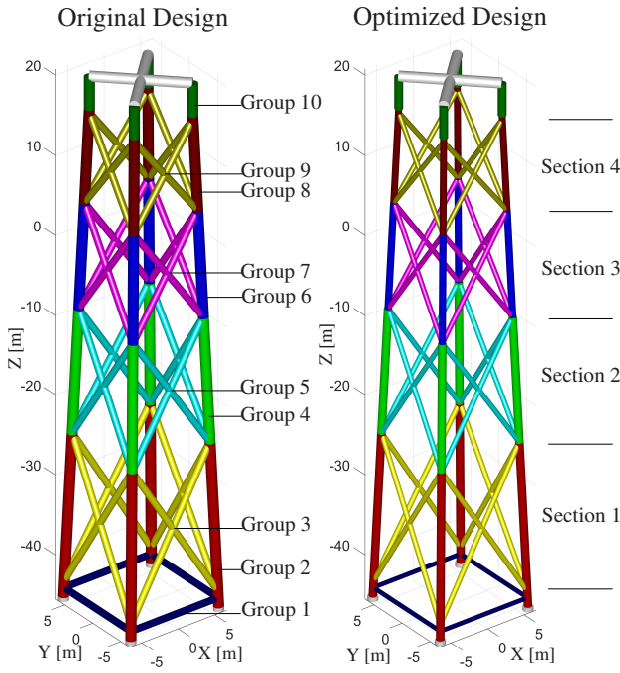 Original Design
Optimized Design
20
10
0
-10
-20
-30
-40
Z [m]
5
0
-5
Y [m]
-5
0
5
X [m]
Group 10
Group 9
Group 8
Group 7
Group 6
Group 5
Group 4
Group 3
Group 2
Group 1
20
10
0
-10
-20
-30
-40
Z [m]
5
0
-5
Y [m]
-5
0
5
X [m]
Section 4
Section 3
Section 2
Section 1